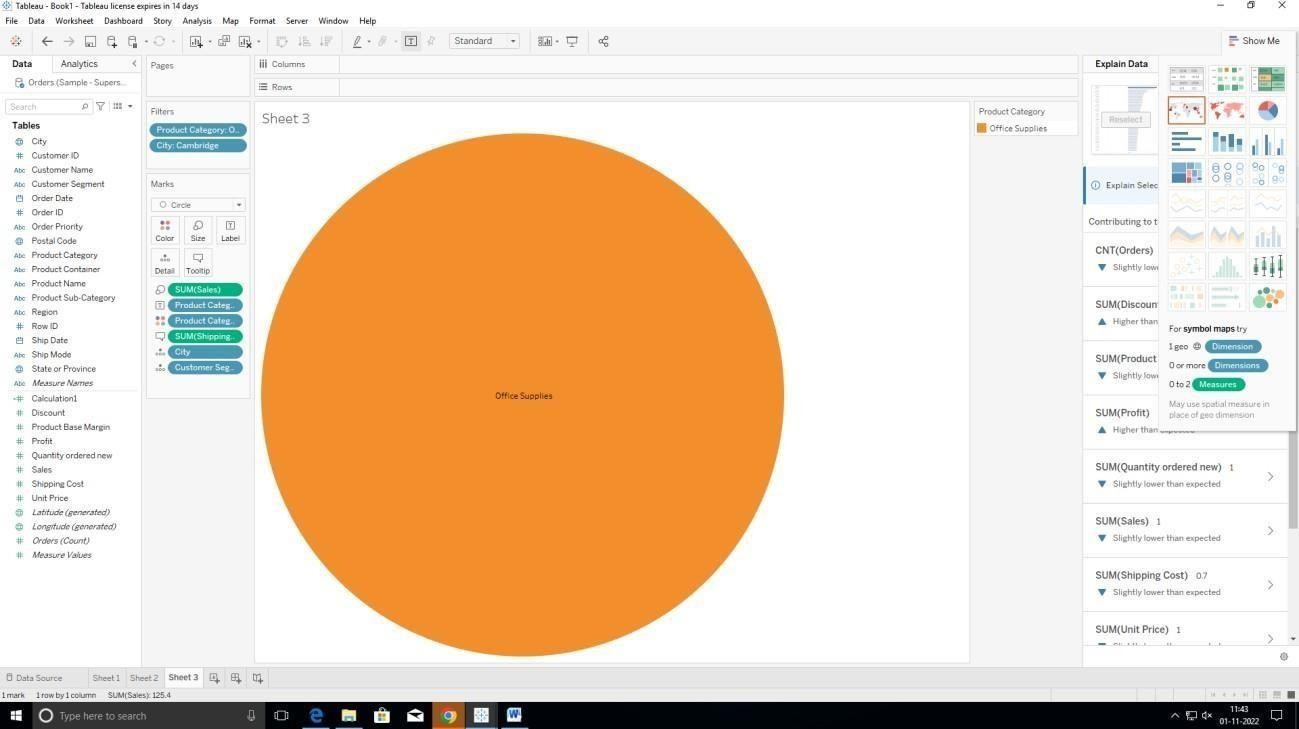 Tableau - Book1 - Tableau license expires in 14 days
File Data Worksheet Dashboard Story Analysis Map Format Server Window Help
Standard
Show Me
Data Analytics
Orders (Sample - Supers...
Search
Tables
City
Customer ID
Abc Customer Name
Abc Customer Segment
Order Date
Order ID
Abc Order Priority
Postal Code
Abc Product Category
Abc Product Container
Abc Product Name
Abc Product Sub-Category
Abc Region
Row ID
Ship Date
Abc Ship Mode
State or Province
Abc Measure Names
Calculation1
Discount
Product Base Margin
Profit
Quantity ordered new
Sales
Shipping Cost
Unit Price
Latitude (generated)
Longitude (generated)
Orders (Count)
Measure Values
Pages
Filters
Product Category: O..
City: Cambridge
Marks
Circle
Color Size Label
Detail Tooltip
SUM(Sales)
Product Categ..
Product Categ..
SUM(Shipping..
City
Customer Seg..
Columns
Rows
Sheet 3
Office Supplies
Product Category
Office Supplies
Explain Data
Reselect
Explain Selec
Contributing to t
CNT(Orders)
Slightly lowe
SUM(Discoun
Higher than
SUM(Product
Slightly lowe
SUM(Profit)
Higher than expected
SUM(Quantity ordered new) 1
Slightly lower than expected
SUM(Sales) 1
Slightly lower than expected
SUM(Shipping Cost) 0.7
Slightly lower than expected
SUM(Unit Price) 1
For symbol maps try
1 geo Dimension
0 or more Dimensions
0 to 2 Measures
May use spatial measure in
place of geo dimension
Data Source Sheet 1 Sheet 2 Sheet 3
1 mark 1 row by 1 column SUM(Sales): 125.4
Type here to search
11:43
01-11-2022